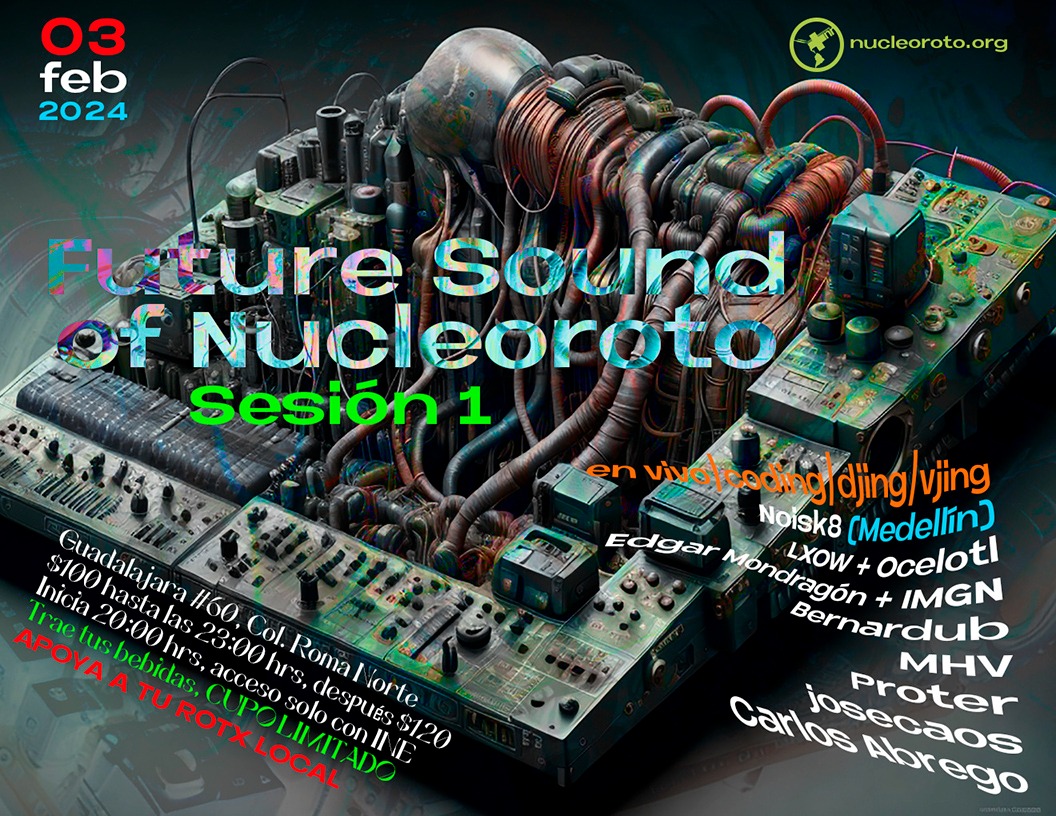 03
feb
2024
nucleoroto.org
Future Sound
of Nucleoroto
Sesión 1
en vivo/coding/djing/vjing
Noisk8 (Medellín)
LXOW + Ocelotl
Edgar Mondragón + IMGN
Bernardub
MHV
Proter
josecaos
Carlos Abrego
Guadalajara #60, Col. Roma Norte
$100 hasta las 23:00 hrs, después $120
Inicia 20:00 hrs, acceso solo con INE
Trae tus bebidas, CUPO LIMITADO
APOYA A TU ROTX LOCAL